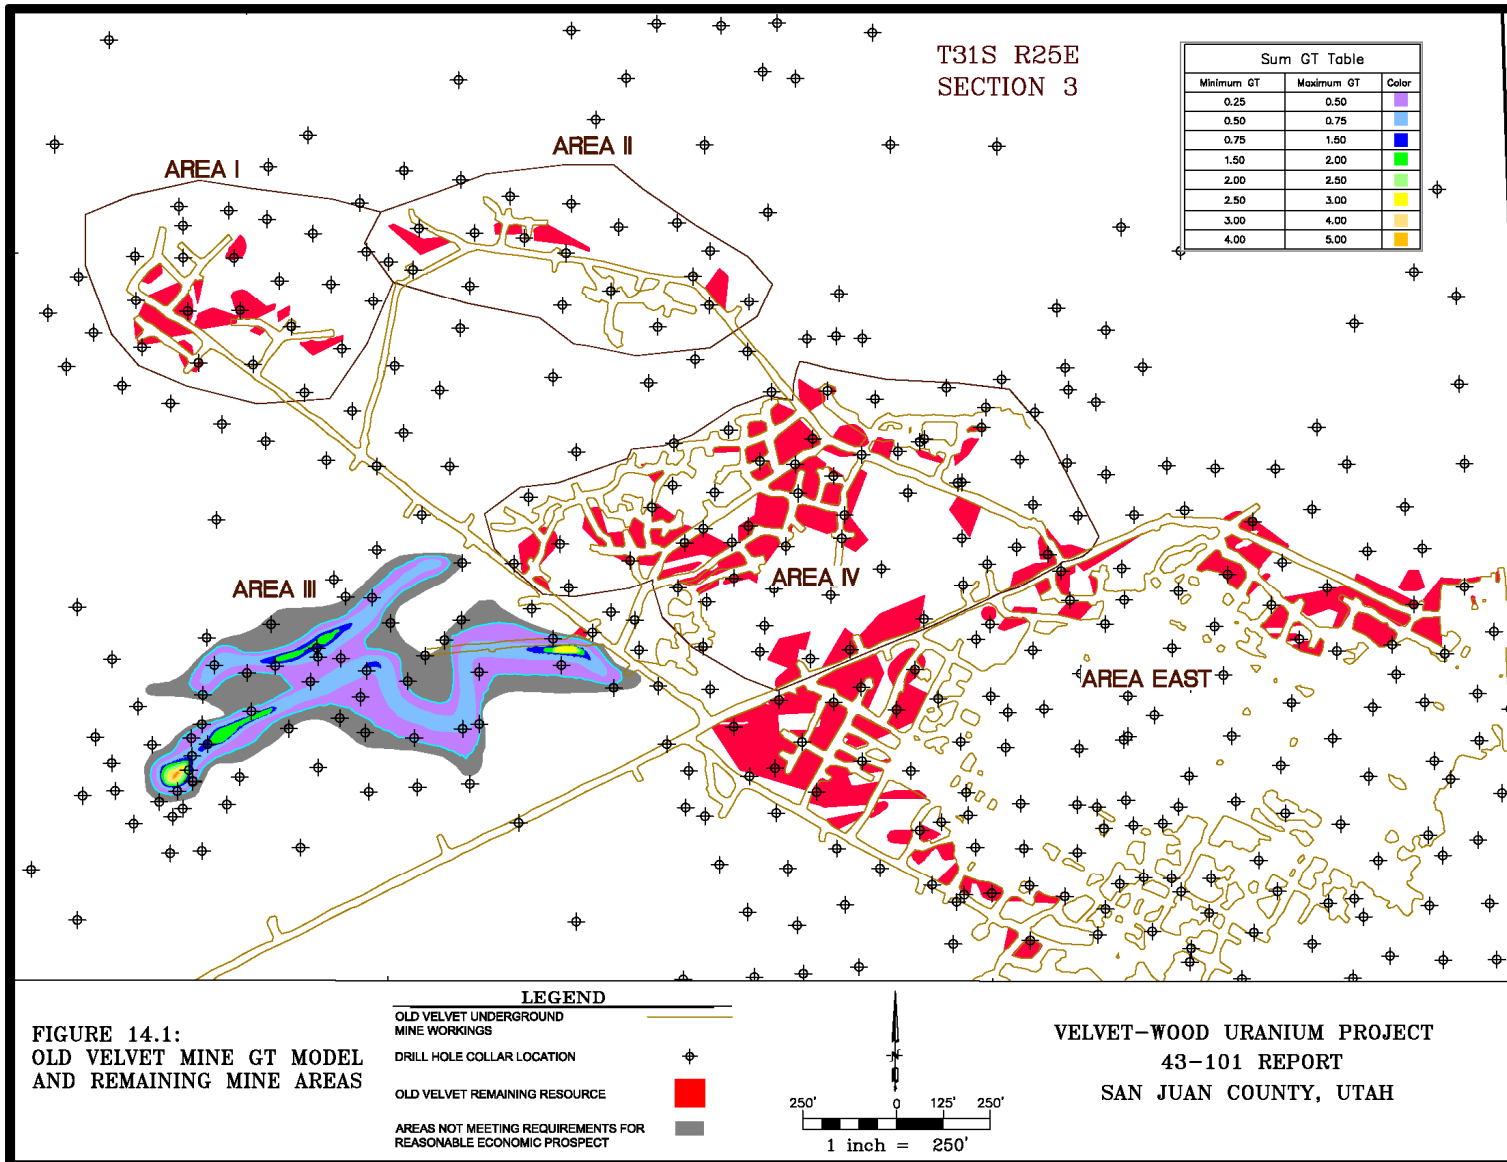 T31S R25E
SECTION 3
Sum GT Table
Minimum GT Maximum GT Color
0.25 0.50
0.50 0.75
0.75 1.50
1.50 2.00
2.00 2.50
2.50 3.00
3.00 4.00
4.00 5.00
AREA I
AREA II
AREA III
AREA IV
AREA EAST
FIGURE 14.1:
OLD VELVET MINE GT MODEL
AND REMAINING MINE AREAS
LEGEND
OLD VELVET UNDERGROUND
MINE WORKINGS
DRILL HOLE COLLAR LOCATION
OLD VELVET REMAINING RESOURCE
AREAS NOT MEETING REQUIREMENTS FOR
REASONABLE ECONOMIC PROSPECT
N
250' 0 125' 250'
1 inch = 250'
VELVET-WOOD URANIUM PROJECT
43-101 REPORT
SAN JUAN COUNTY, UTAH